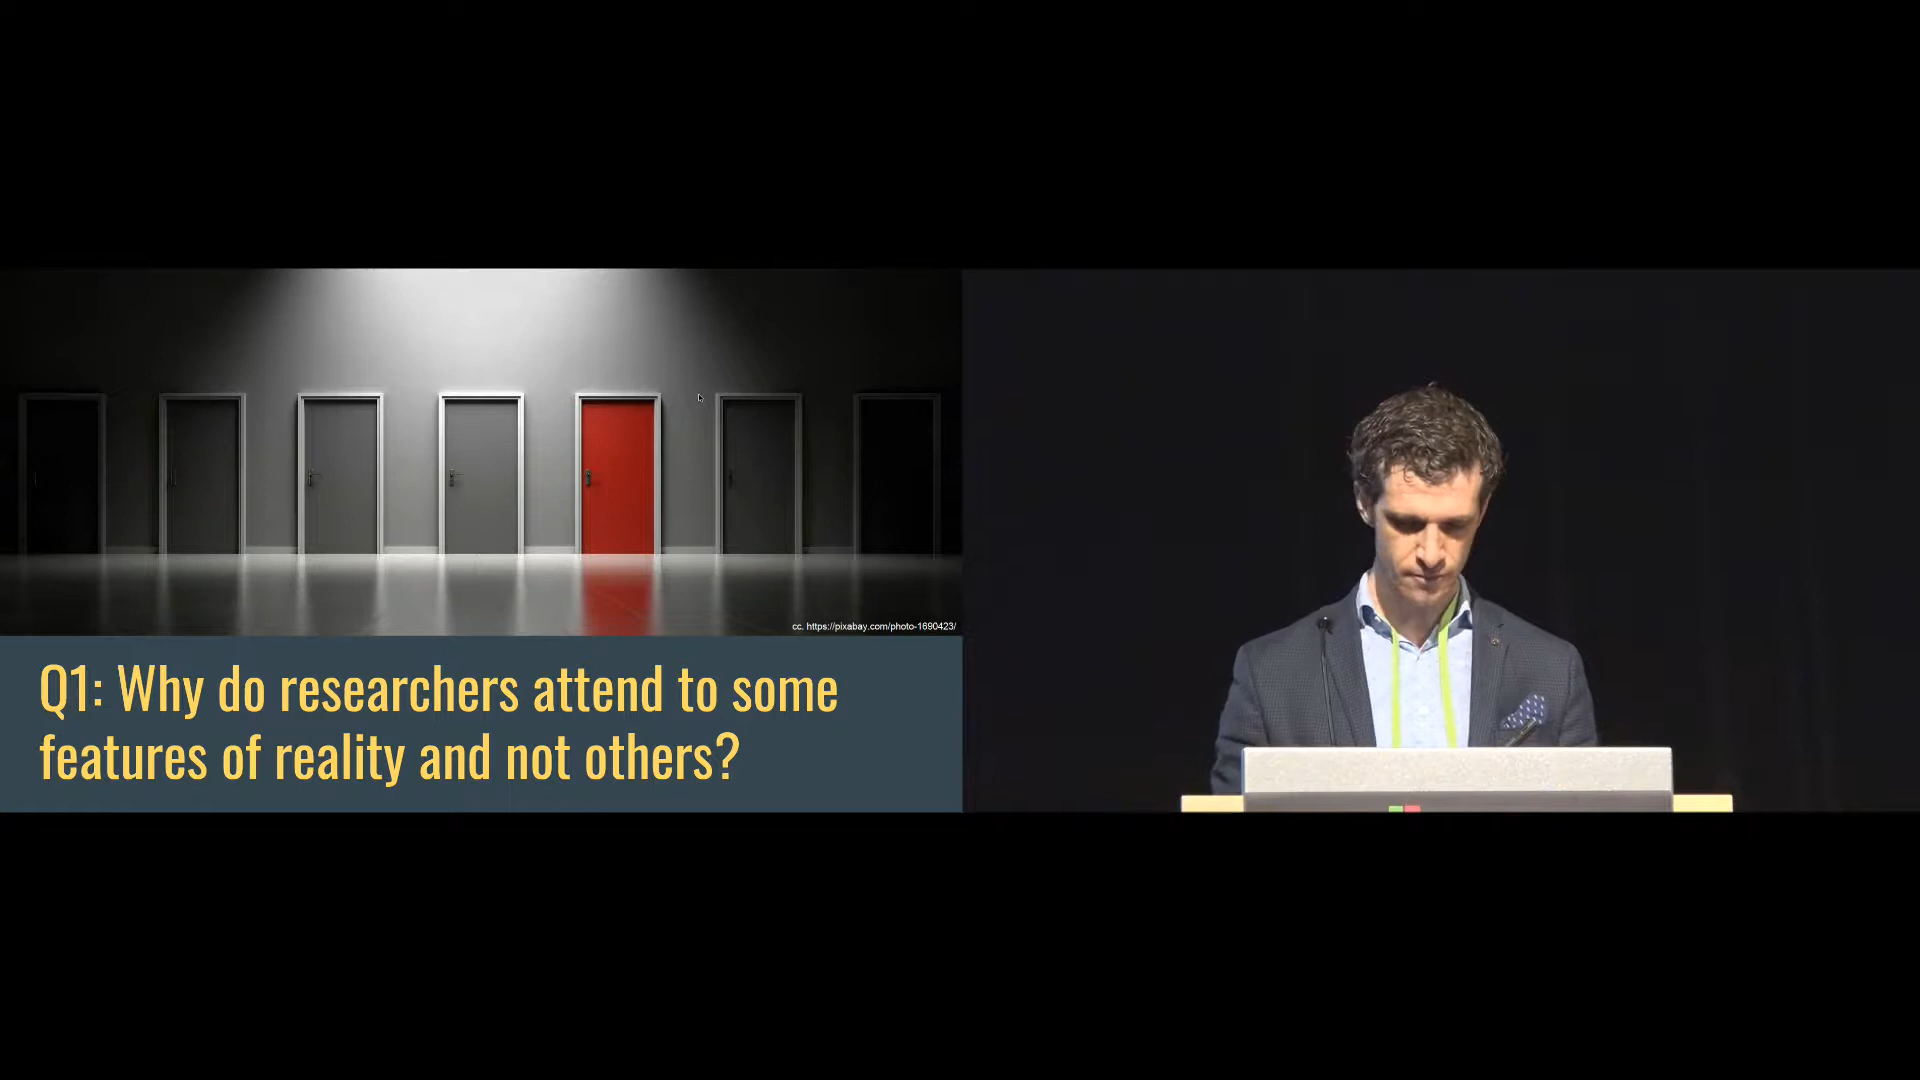 cc. https://pixabay.com/photo-1690423/
Q1: Why do researchers attend to some
features of reality and not others?